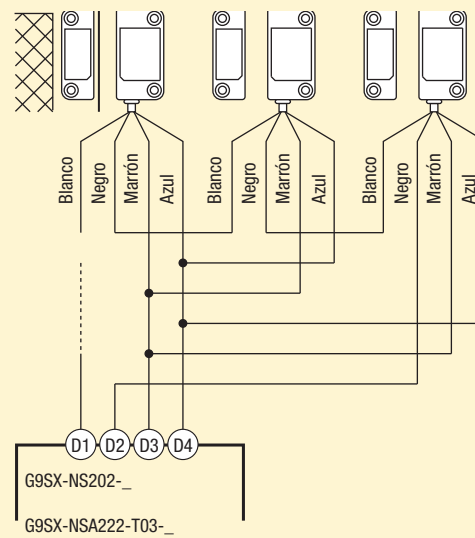 Blanco
Negro
Marrón
Azul
Blanco
Negro
Marrón
Azul
Blanco
Negro
Marrón
Azul
D1 D2 D3 D4
G9SX-NS202-_
G9SX-NSA222-T03-_